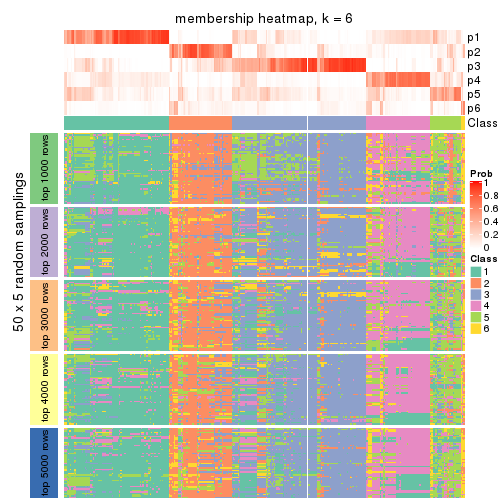 membership heatmap, k = 6
p1
p2
p3
p4
p5
p6
Class
50 x 5 random samplings
top 1000 rows
top 2000 rows
top 3000 rows
top 4000 rows
top 5000 rows
Prob
1
0.8
0.6
0.4
0.2
0
Class
1
2
3
4
5
6